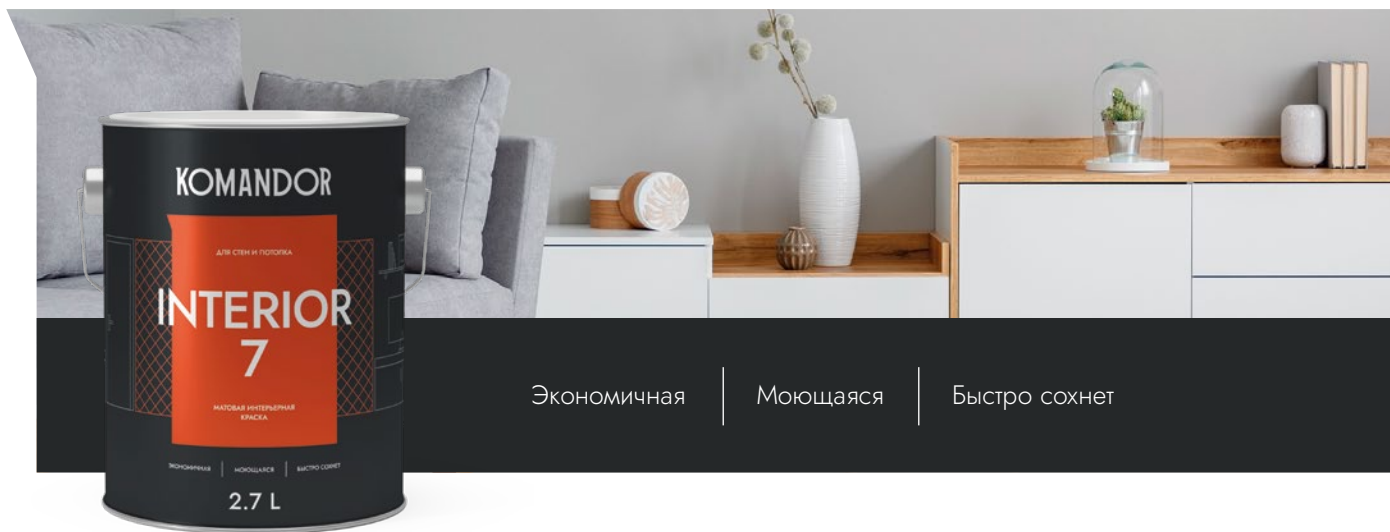 KOMANDOR
ДЛЯ СТЕН И ПОТОЛКА
INTERIOR
7
МАТОВАЯ ИНТЕРЬЕРНАЯ
КРАСКА
ЭКОНОМИЧНАЯ | МОЮЩАЯСЯ | БЫСТРО СОХНЕТ
2.7 L
Экономичная | Моющаяся | Быстро сохнет